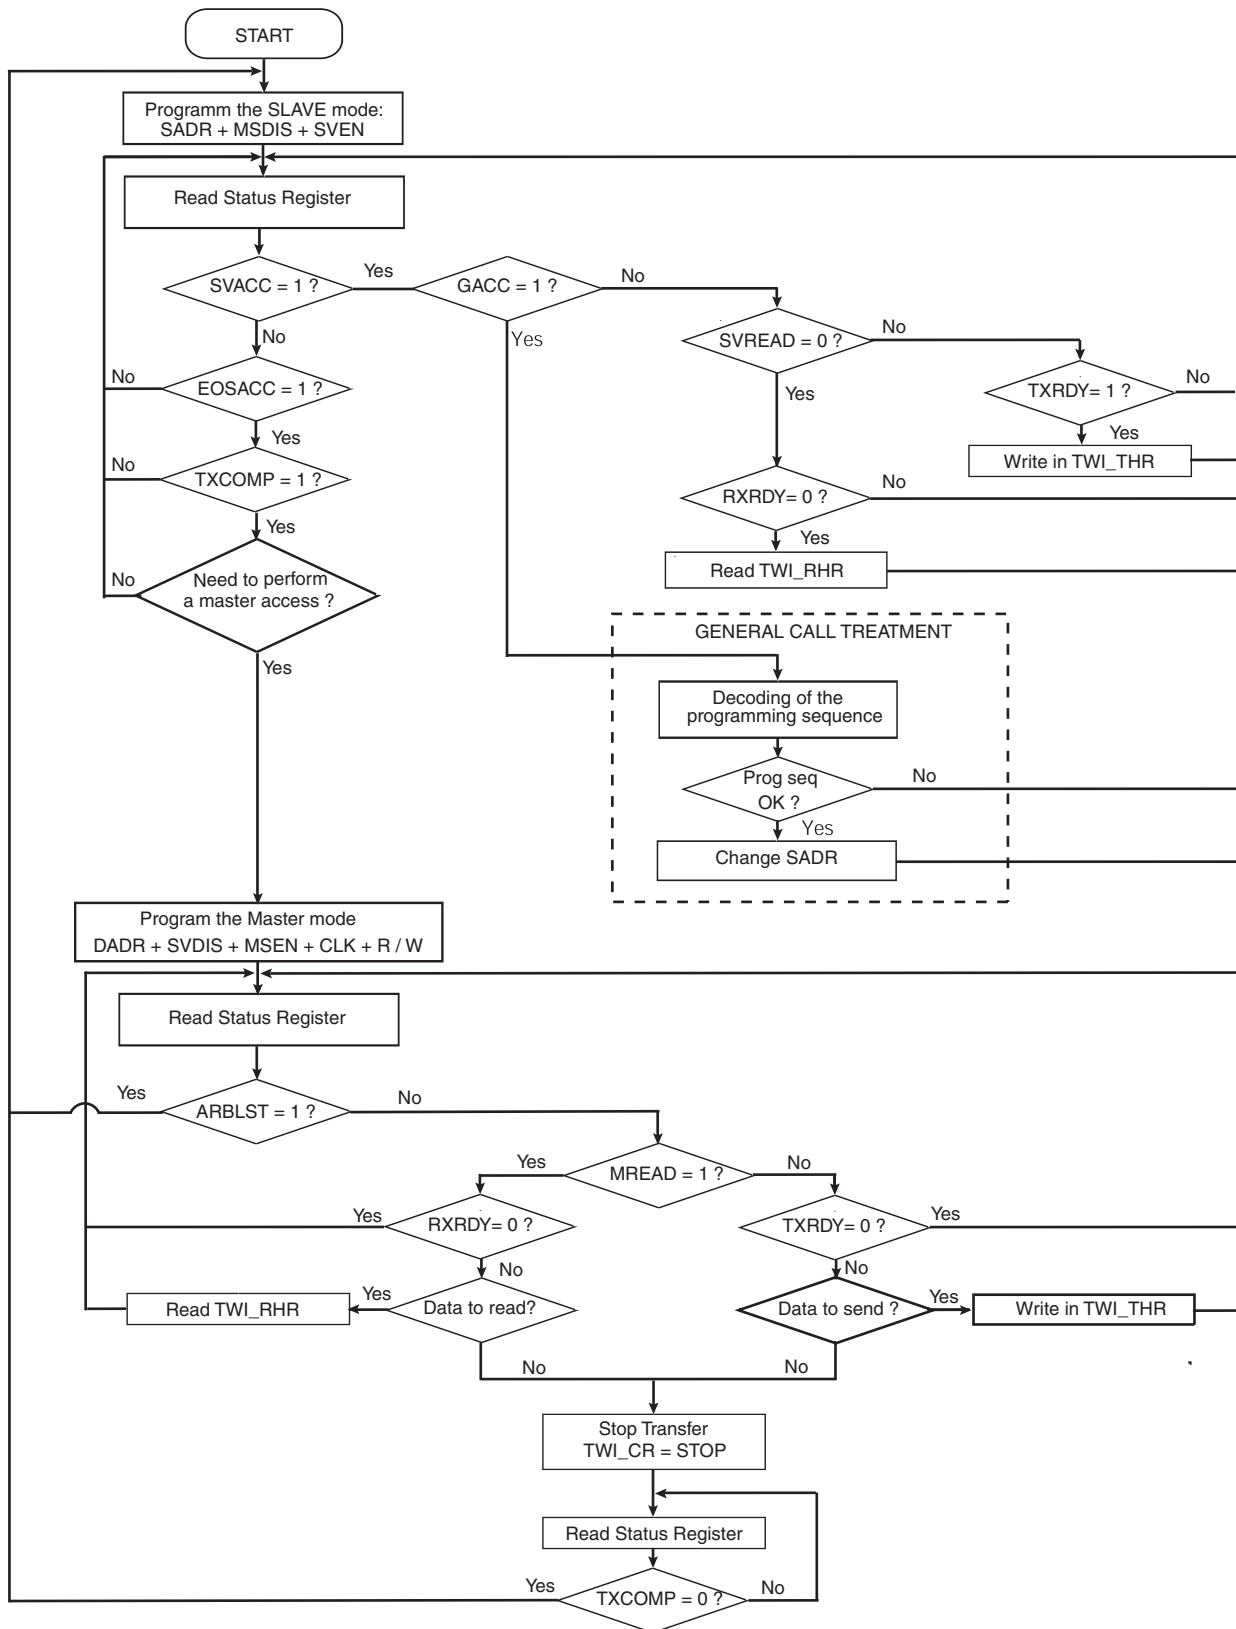 START
Programm the SLAVE mode:
SADR + MSDIS + SVEN
Read Status Register
SVACC = 1 ?
Yes
GACC = 1 ?
No
No
Yes
SVREAD = 0 ?
No
EOSACC = 1 ?
No
Yes
Yes
TXRDY= 1 ?
No
Yes
Write in TWI_THR
TXCOMP = 1 ?
No
Yes
RXRDY= 0 ?
No
Yes
Read TWI_RHR
Need to perform
a master access ?
No
Yes
GENERAL CALL TREATMENT
Decoding of the
programming sequence
Prog seq
OK ?
No
Yes
Change SADR
Program the Master mode
DADR + SVDIS + MSEN + CLK + R / W
Read Status Register
Yes
ARBLST = 1 ?
No
Yes
MREAD = 1 ?
No
Yes
RXRDY= 0 ?
TXRDY= 0 ?
Yes
No
No
Read TWI_RHR
Yes
Data to read?
Data to send ?
Yes
Write in TWI_THR
No
No
Stop Transfer
TWI_CR = STOP
Read Status Register
Yes
TXCOMP = 0 ?
No